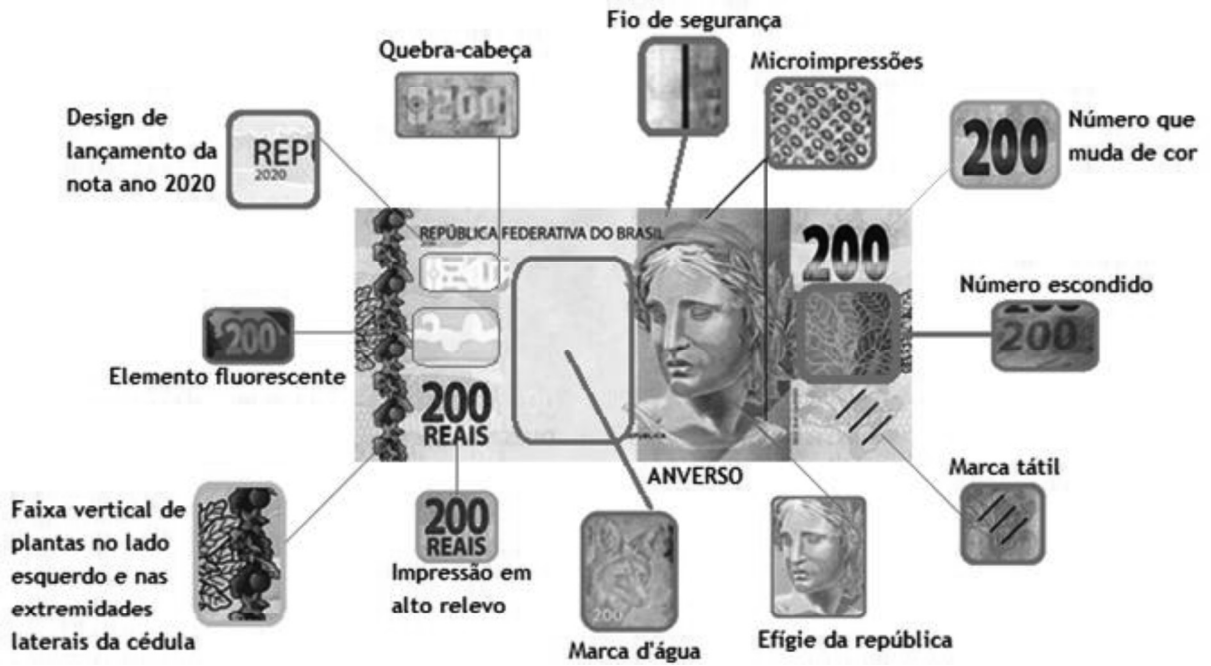 Fio de segurança
Quebra-cabeça
200
Microimpressões
Design de
lançamento da
nota ano 2020
REPÚ
2020
200
Número que
muda de cor
REPÚBLICA FEDERATIVA DO BRASIL
200
Número escondido
200
200
Elemento fluorescente
200
REAIS
ANVERSO
Marca tátil
Faixa vertical de
plantas no lado
esquerdo e nas
extremidades
laterais da cédula
200
REAIS
Impressão em
alto relevo
200
Marca d'água
Efígie da república